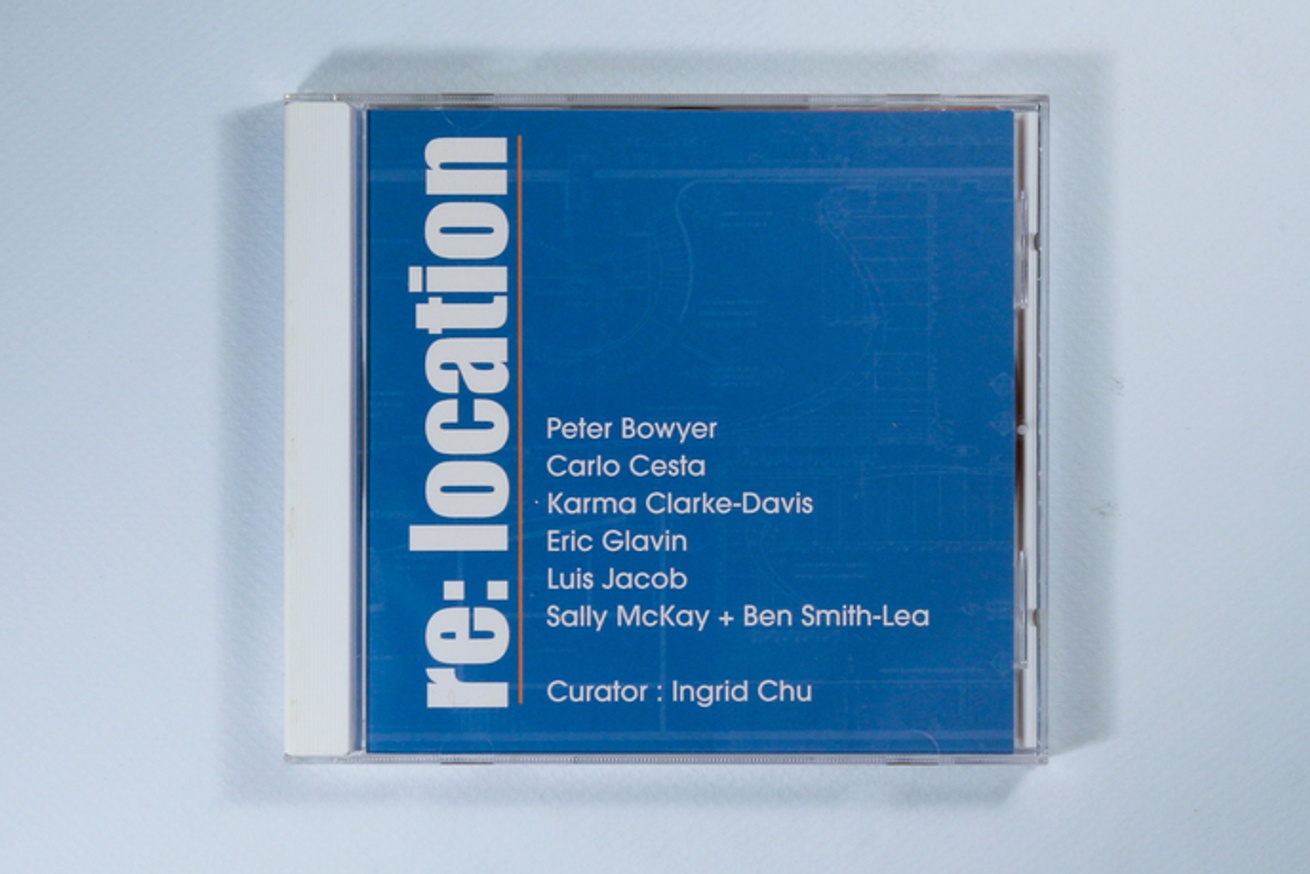 re: location
Peter Bowyer
Carlo Cesta
Karma Clarke-Davis
Eric Glavin
Luis Jacob
Sally McKay + Ben Smith-Lea
Curator : Ingrid Chu